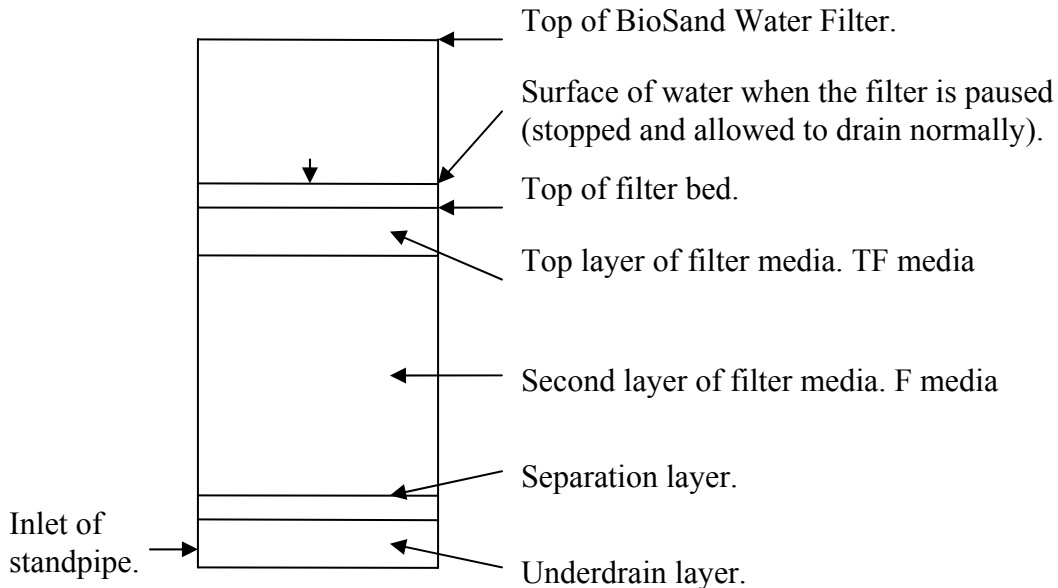 Top of BioSand Water Filter.
Surface of water when the filter is paused
(stopped and allowed to drain normally).
Top of filter bed.
Top layer of filter media. TF media
Second layer of filter media. F media
Separation layer.
Inlet of
standpipe.
Underdrain layer.